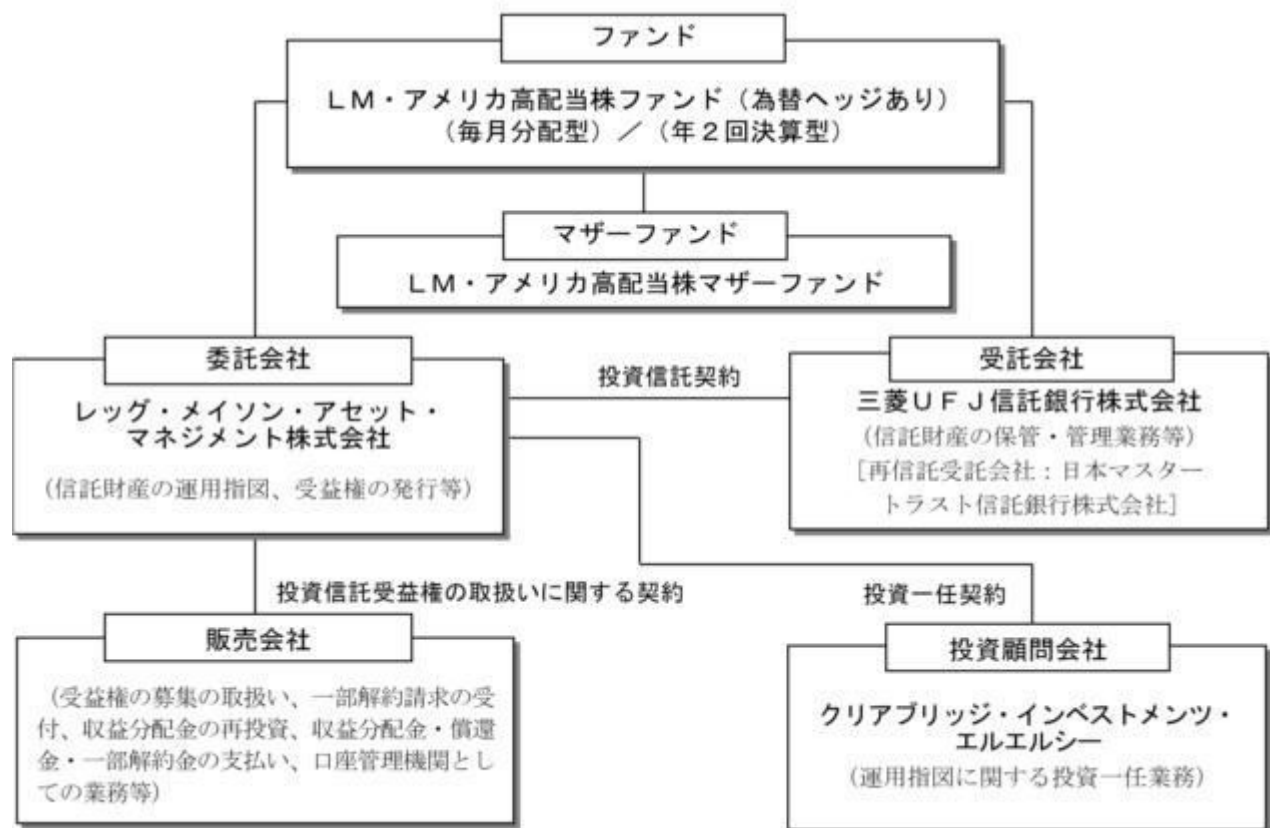 ファンド
LM・アメリカ高配当株ファンド（為替ヘッジあり）
（毎月分配型）／（年２回決算型）
マザーファンド
LM・アメリカ高配当株マザーファンド
委託会社
レッグ・メイソン・アセット・
マネジメント株式会社
（信託財産の運用指図、受益権の発行等）
投資信託契約
受託会社
三菱ＵＦＪ信託銀行株式会社
（信託財産の保管・管理業務等）
［再信託受託会社：日本マスター
トラスト信託銀行株式会社］
投資信託受益権の取扱いに関する契約
投資一任契約
販売会社
（受益権の募集の取扱い、一部解約請求の受
付、収益分配金の再投資、収益分配金・償還
金・一部解約金の支払い、口座管理機関とし
ての業務等）
投資顧問会社
クリアブリッジ・インベストメンツ・
エルエルシー
（運用指図に関する投資一任業務）